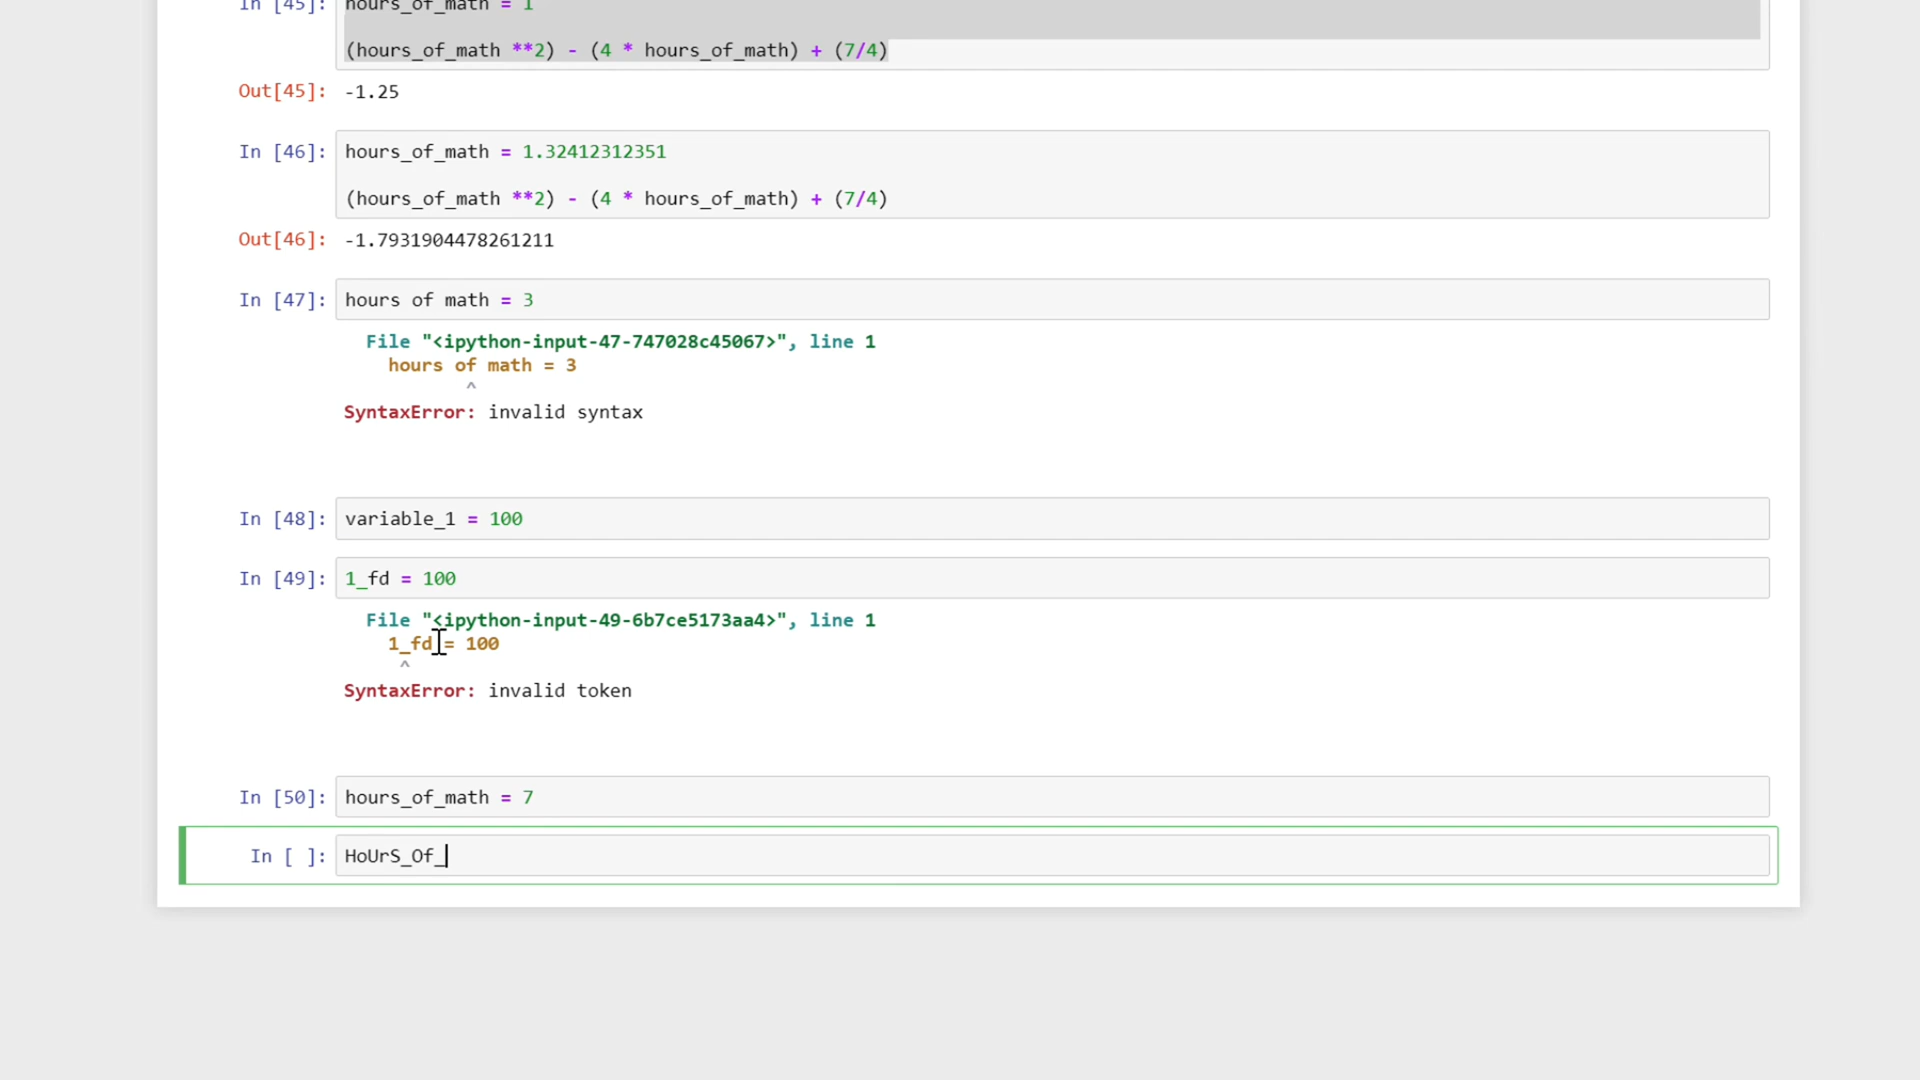 In [45]: hours_of_math = 1
(hours_of_math **2) - (4 * hours_of_math) + (7/4)
Out[45]: -1.25
In [46]: hours_of_math = 1.32412312351
(hours_of_math **2) - (4 * hours_of_math) + (7/4)
Out[46]: -1.7931904478261211
In [47]: hours of math = 3
File "<ipython-input-47-747028c45067>", line 1
hours of math = 3
^
SyntaxError: invalid syntax
In [48]: variable_1 = 100
In [49]: 1_fd = 100
File "<ipython-input-49-6b7ce5173aa4>", line 1
1_fd = 100
^
SyntaxError: invalid token
In [50]: hours_of_math = 7
In [ ]: HoUrS_Of_